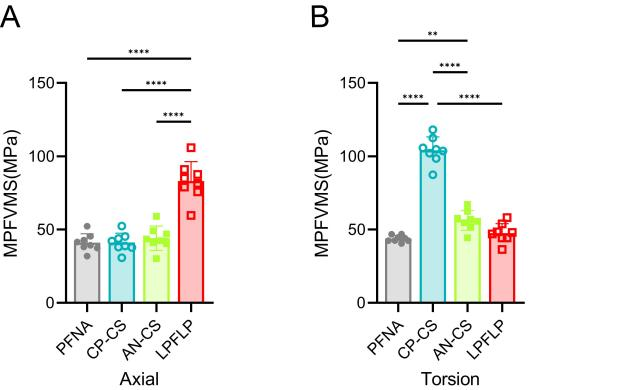 A
****
****
****
MPFVMS(MPa)
150
100
50
0
PFNA
CP-CS
AN-CS
LPFLP
Axial
B
**
****
**** ****
MPFVMS(MPa)
150
100
50
0
PFNA
CP-CS
AN-CS
LPFLP
Torsion